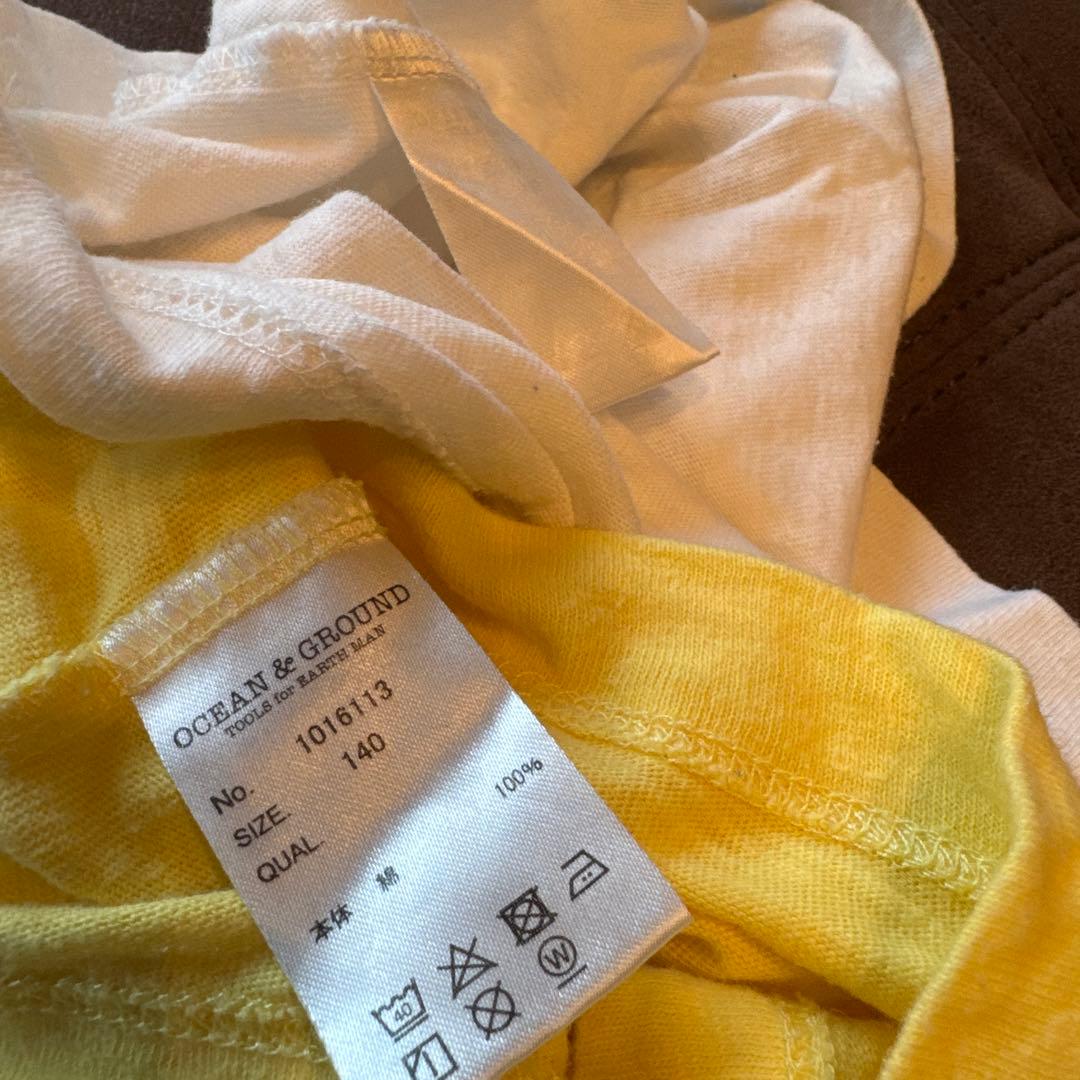 OCEAN & GROUND
TOOLS for EARTH MAN
No. 1016113
SIZE. 140
QUAL.
本体 綿 100%
40
W